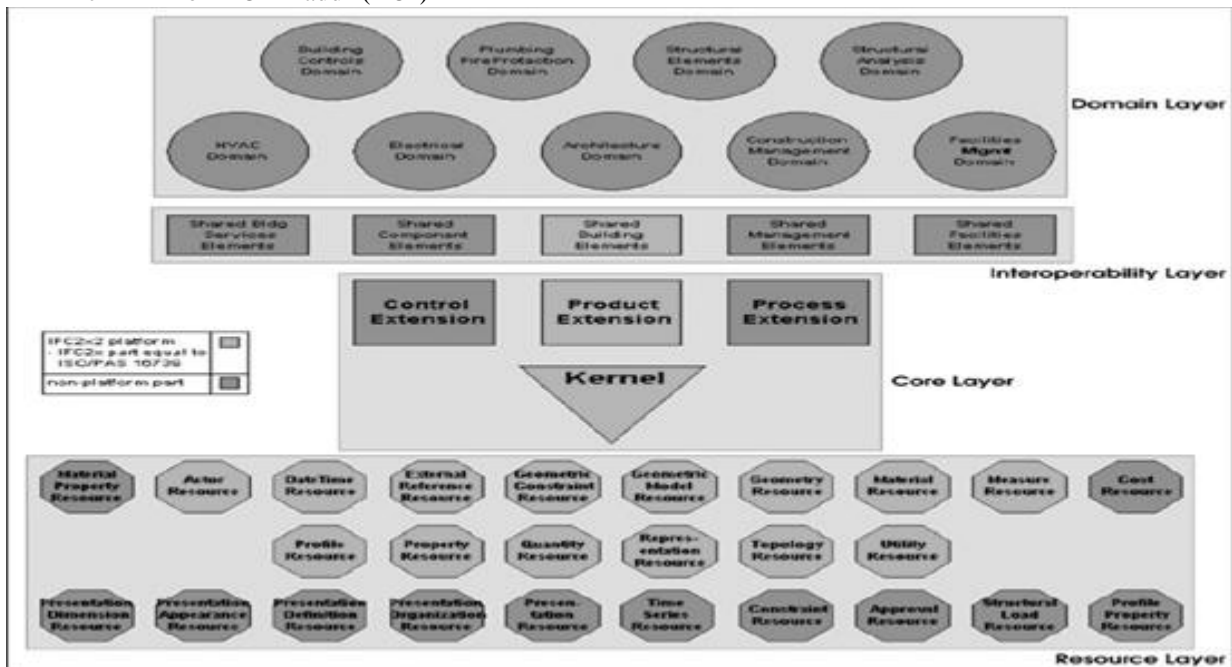 Building
Controls
Domain
Plumbing
FireProtection
Domain
Structural
Elements
Domain
Structural
Analysis
Domain
Domain Layer
HVAC
Domain
Electrical
Domain
Architecture
Domain
Construction
Management
Domain
Facilities
Mgmt
Domain
Shared Bldg
Services
Elements
Shared
Component
Elements
Shared
Building
Elements
Shared
Management
Elements
Shared
Facilities
Elements
Interoperability Layer
Control
Extension
Product
Extension
Process
Extension
IFC2x2 platform
- IFC2x part equal to
ISO/PAS 16739
non-platform part
Kernel
Core Layer
Material
Property
Resource
Actor
Resource
DateTime
Resource
External
Reference
Resource
Geometric
Constraint
Resource
Geometric
Model
Resource
Geometry
Resource
Material
Resource
Measure
Resource
Cost
Resource
Profile
Resource
Property
Resource
Quantity
Resource
Repres-
entation
Resource
Topology
Resource
Utility
Resource
Presentation
Dimension
Resource
Presentation
Appearance
Resource
Presentation
Definition
Resource
Presentation
Organization
Resource
Presen-
tation
Resource
Time
Series
Resource
Constraint
Resource
Approval
Resource
Structural
Load
Resource
Profile
Property
Resource
Resource Layer